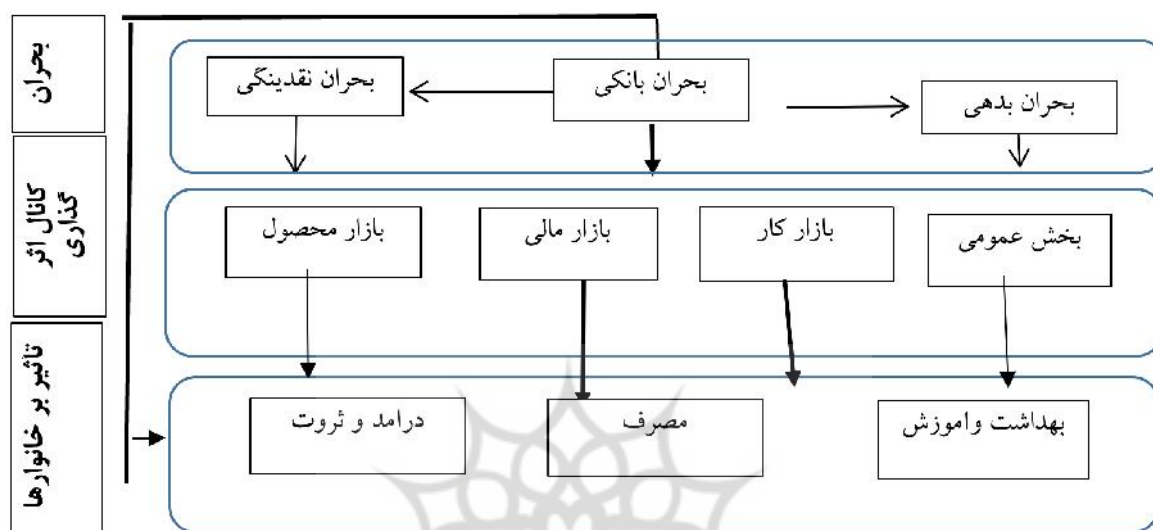 بحران
بحران نقدینگی
بحران بانکی
بحران بدهی
کانال اثر
گذاری
بازار محصول
بازار مالی
بازار کار
بخش عمومی
تاثیر بر خانوارها
درامد و ثروت
مصرف
بهداشت واموزش